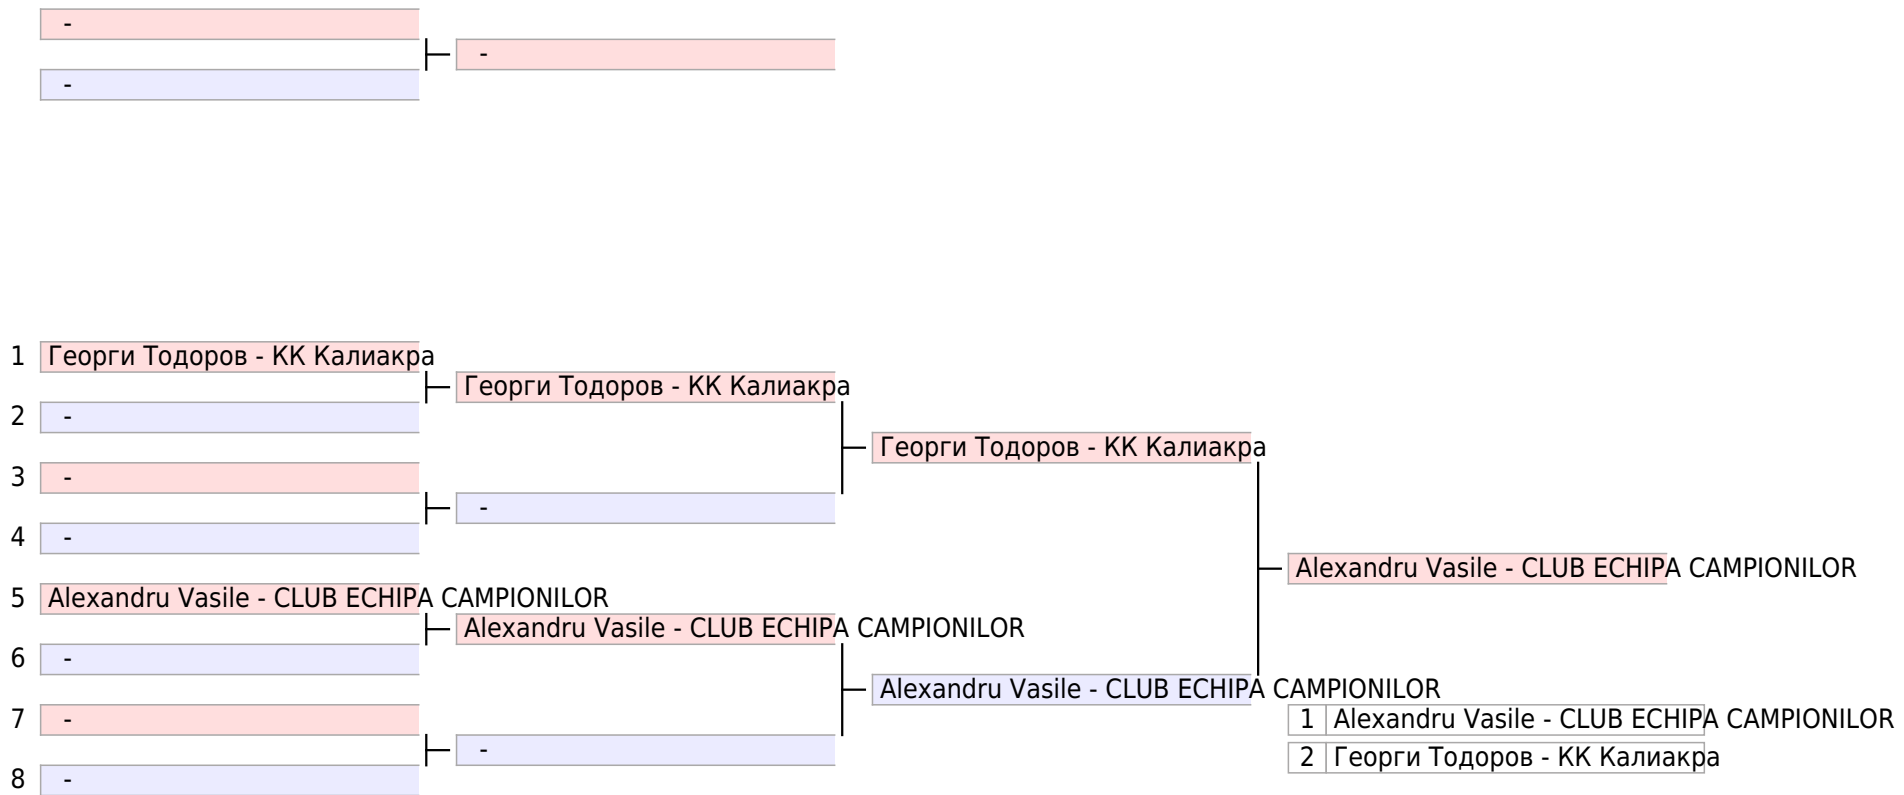 -
-
-
1 Георги Тодоров - КК Калиакра
Георги Тодоров - КК Калиакра
2 -
Георги Тодоров - КК Калиакра
3 -
-
4 -
Alexandru Vasile - CLUB ECHIPA CAMPIONILOR
5 Alexandru Vasile - CLUB ECHIPA CAMPIONILOR
Alexandru Vasile - CLUB ECHIPA CAMPIONILOR
6 -
Alexandru Vasile - CLUB ECHIPA CAMPIONILOR
7 -
1 Alexandru Vasile - CLUB ECHIPA CAMPIONILOR
-
2 Георги Тодоров - КК Калиакра
8 -